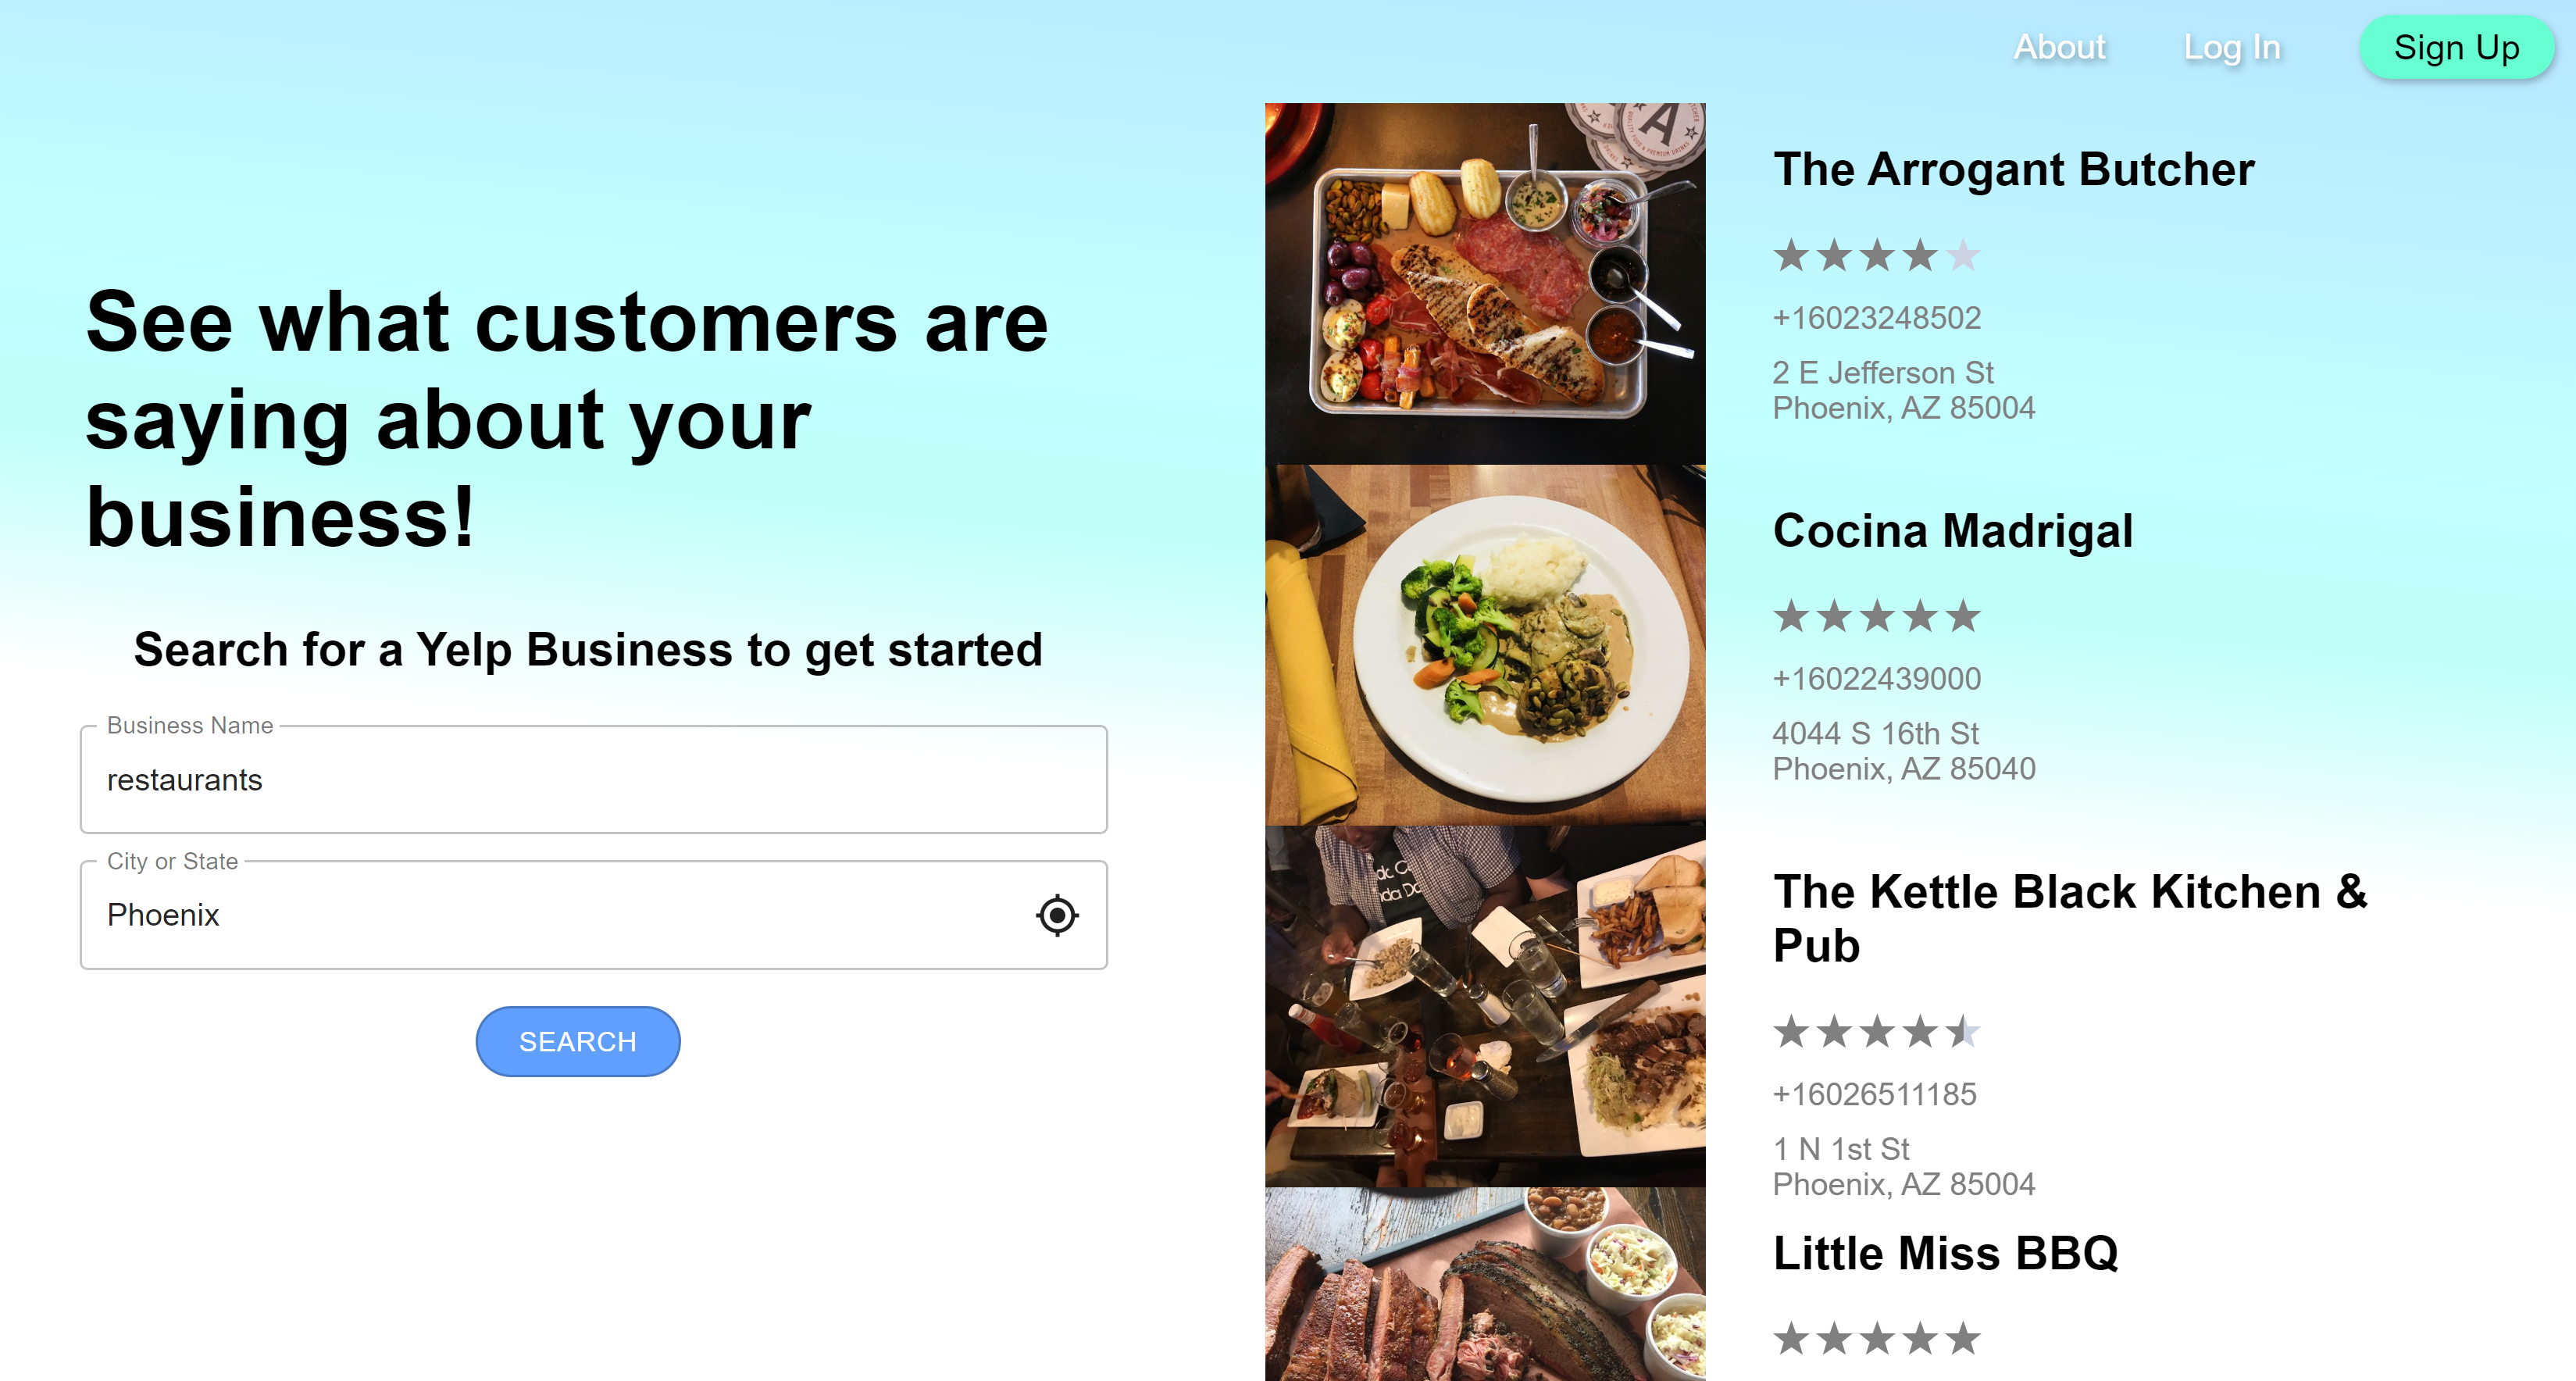 About Log In Sign Up
See what customers are
saying about your
business!
Search for a Yelp Business to get started
Business Name
restaurants
City or State
Phoenix
SEARCH
A
The Arrogant Butcher
+16023248502
2 E Jefferson St
Phoenix, AZ 85004
Cocina Madrigal
+16022439000
4044 S 16th St
Phoenix, AZ 85040
The Kettle Black Kitchen &
Pub
+16026511185
1 N 1st St
Phoenix, AZ 85004
Little Miss BBQ